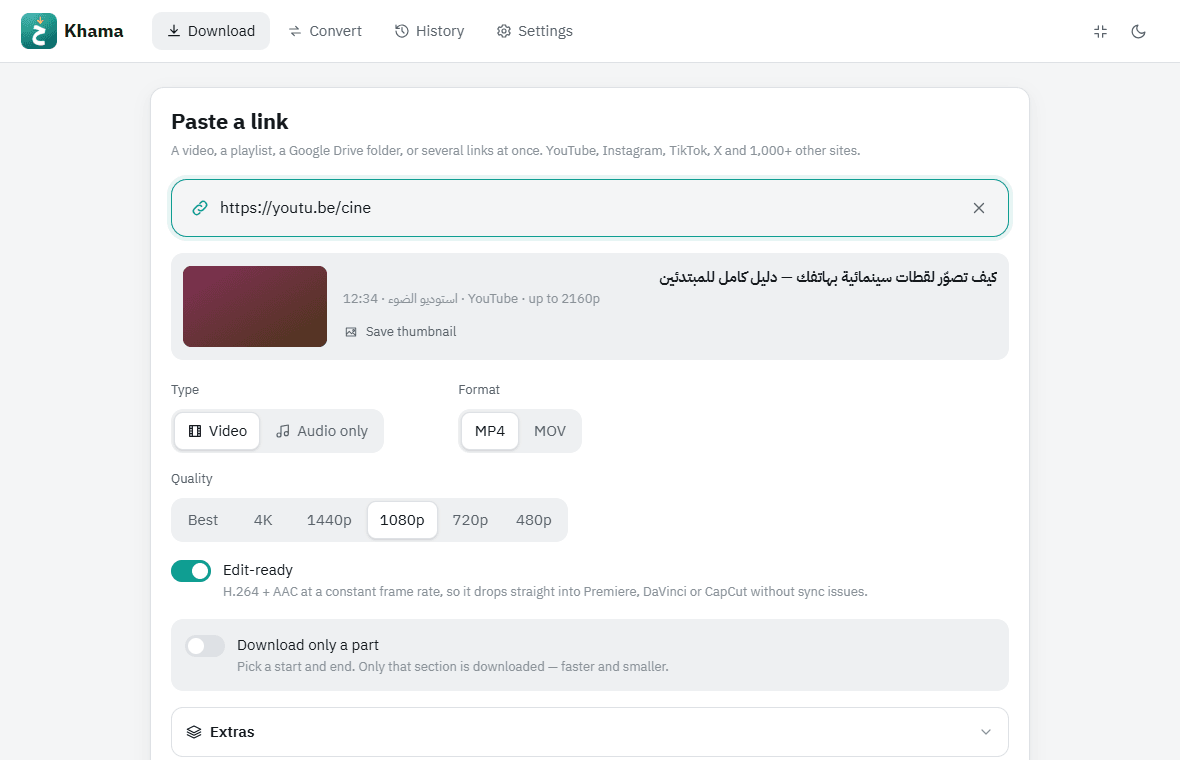 Khama
Download
Convert
History
Settings
Paste a link
A video, a playlist, a Google Drive folder, or several links at once. YouTube, Instagram, TikTok, X and 1,000+ other sites.
https://youtu.be/cine
كيف تصوّر لقطات سينمائية بهاتفك — دليل كامل للمبتدئين
12:34 · استوديو الضوء · YouTube · up to 2160p
Save thumbnail
Type
Format
Video
Audio only
MP4
MOV
Quality
Best
4K
1440p
1080p
720p
480p
Edit-ready
H.264 + AAC at a constant frame rate, so it drops straight into Premiere, DaVinci or CapCut without sync issues.
Download only a part
Pick a start and end. Only that section is downloaded — faster and smaller.
Extras